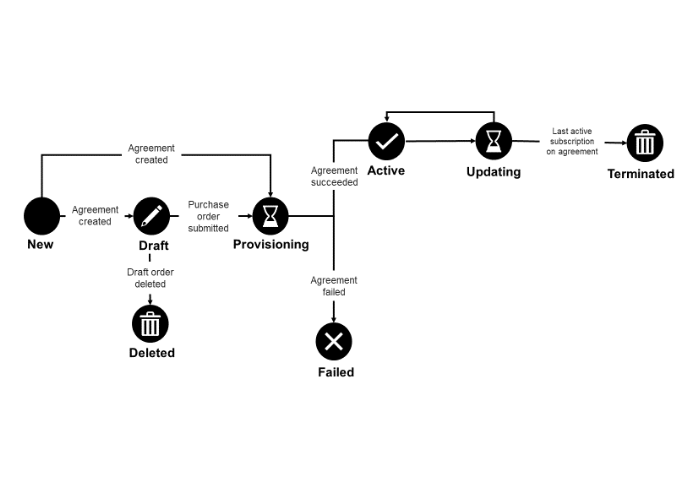 Agreement
created
New
Agreement
created
Draft
Purchase
order
submitted
Provisioning
Draft order
deleted
Deleted
Agreement
succeeded
Active
Updating
Last active
subscription
on agreement
Terminated
Agreement
failed
Failed